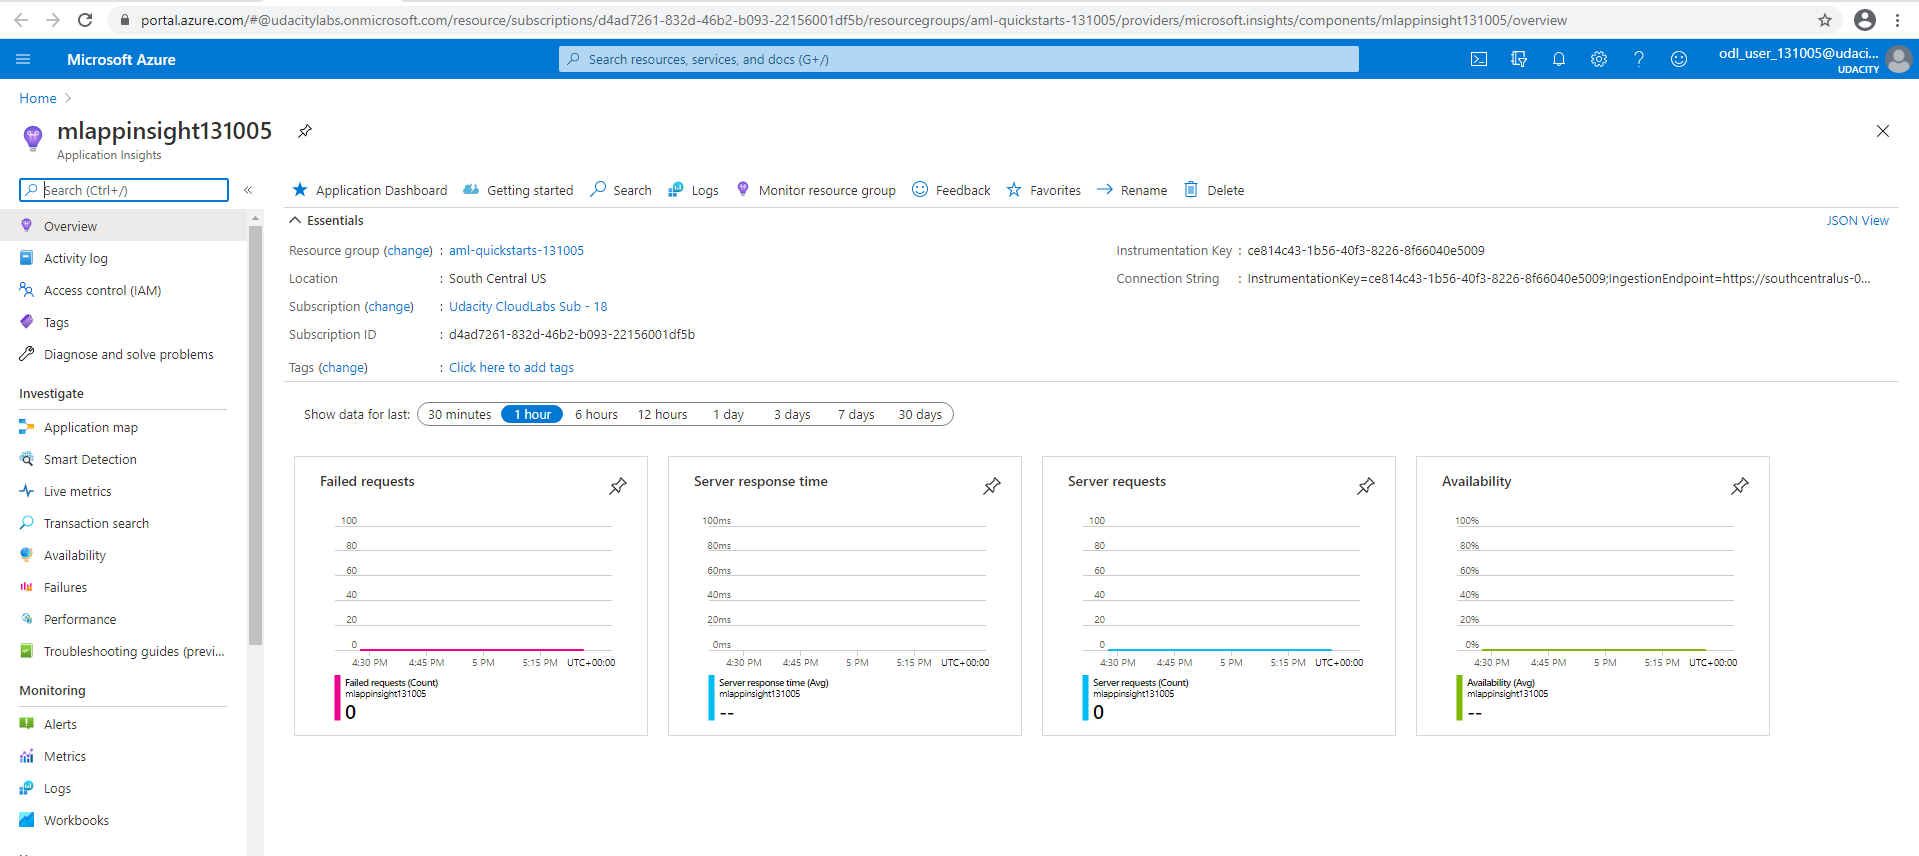 portal.azure.com/#@udacitylabs.onmicrosoft.com/resource/subscriptions/d4ad7261-832d-46b2-b093-22156001df5b/resourcegroups/aml-quickstarts-131005/providers/microsoft.insights/components/mlappinsight131005/overview
Microsoft Azure
Search resources, services, and docs (G+/)
odl_user_131005@udaci...
UDACITY
Home
mlappinsight131005
Application Insights
Search (Ctrl+/)
Overview
Activity log
Access control (IAM)
Tags
Diagnose and solve problems
Investigate
Application map
Smart Detection
Live metrics
Transaction search
Availability
Failures
Performance
Troubleshooting guides (previ...
Monitoring
Alerts
Metrics
Logs
Workbooks
Application Dashboard Getting started Search Logs Monitor resource group Feedback Favorites Rename Delete
Essentials
JSON View
Resource group (change) : aml-quickstarts-131005
Location : South Central US
Subscription (change) : Udacity CloudLabs Sub - 18
Subscription ID : d4ad7261-832d-46b2-b093-22156001df5b
Tags (change) : Click here to add tags
Instrumentation Key : ce814c43-1b56-40f3-8226-8f66040e5009
Connection String : InstrumentationKey=ce814c43-1b56-40f3-8226-8f66040e5009;IngestionEndpoint=https://southcentralus-0...
Show data for last: 30 minutes 1 hour 6 hours 12 hours 1 day 3 days 7 days 30 days
Failed requests
100
80
60
40
20
0
4:30 PM 4:45 PM 5 PM 5:15 PM UTC+00:00
Failed requests (Count)
mlappinsight131005
0
Server response time
100ms
80ms
60ms
40ms
20ms
0ms
4:30 PM 4:45 PM 5 PM 5:15 PM UTC+00:00
Server response time (Avg)
mlappinsight131005
--
Server requests
100
80
60
40
20
0
4:30 PM 4:45 PM 5 PM 5:15 PM UTC+00:00
Server requests (Count)
mlappinsight131005
0
Availability
100%
80%
60%
40%
20%
0%
4:30 PM 4:45 PM 5 PM 5:15 PM UTC+00:00
Availability (Avg)
mlappinsight131005
--